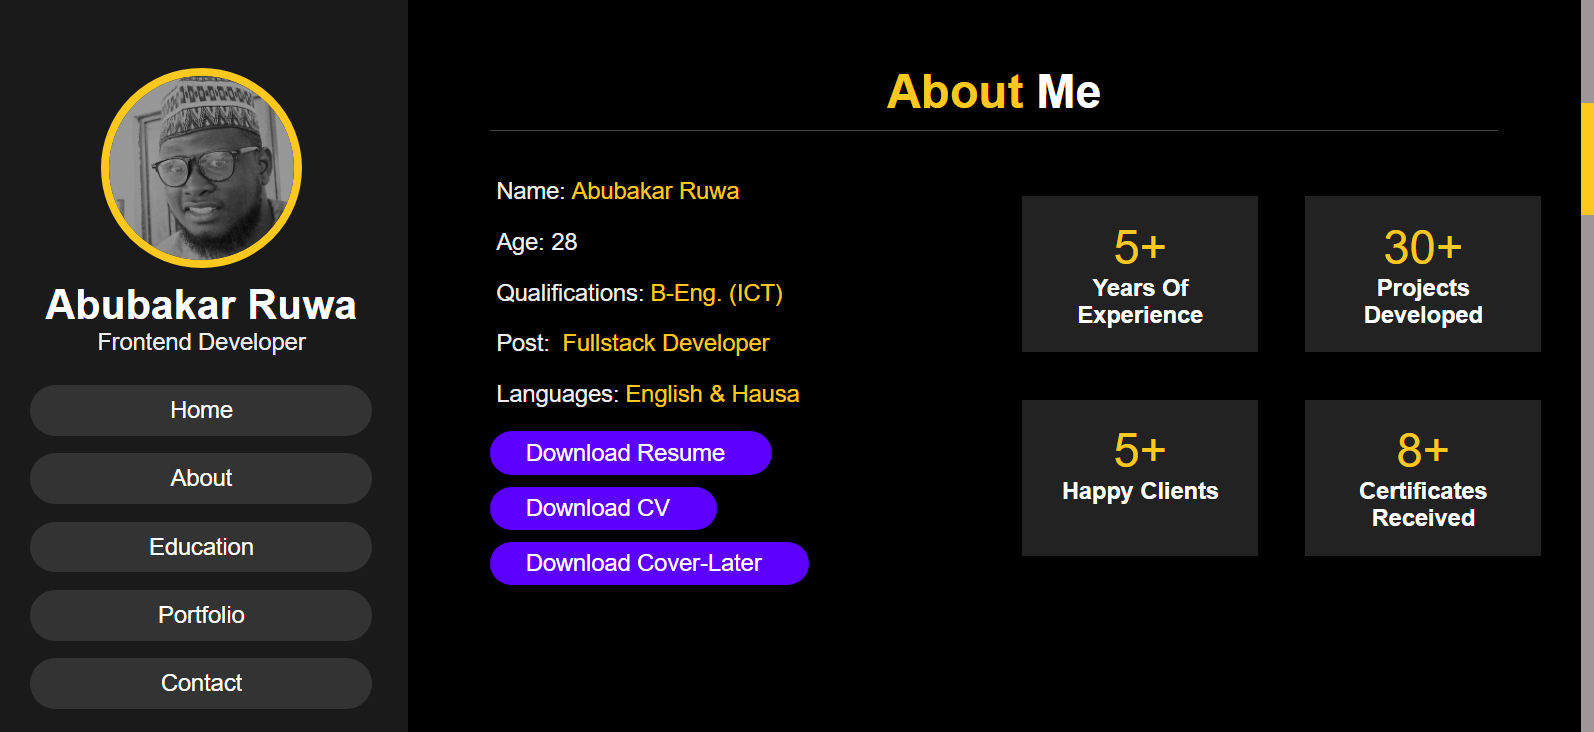 Abubakar Ruwa
Frontend Developer
Home
About
Education
Portfolio
Contact
About Me
Name: Abubakar Ruwa
Age: 28
Qualifications: B-Eng. (ICT)
Post: Fullstack Developer
Languages: English & Hausa
Download Resume
Download CV
Download Cover-Later
5+
Years Of
Experience
30+
Projects
Developed
5+
Happy Clients
8+
Certificates
Received